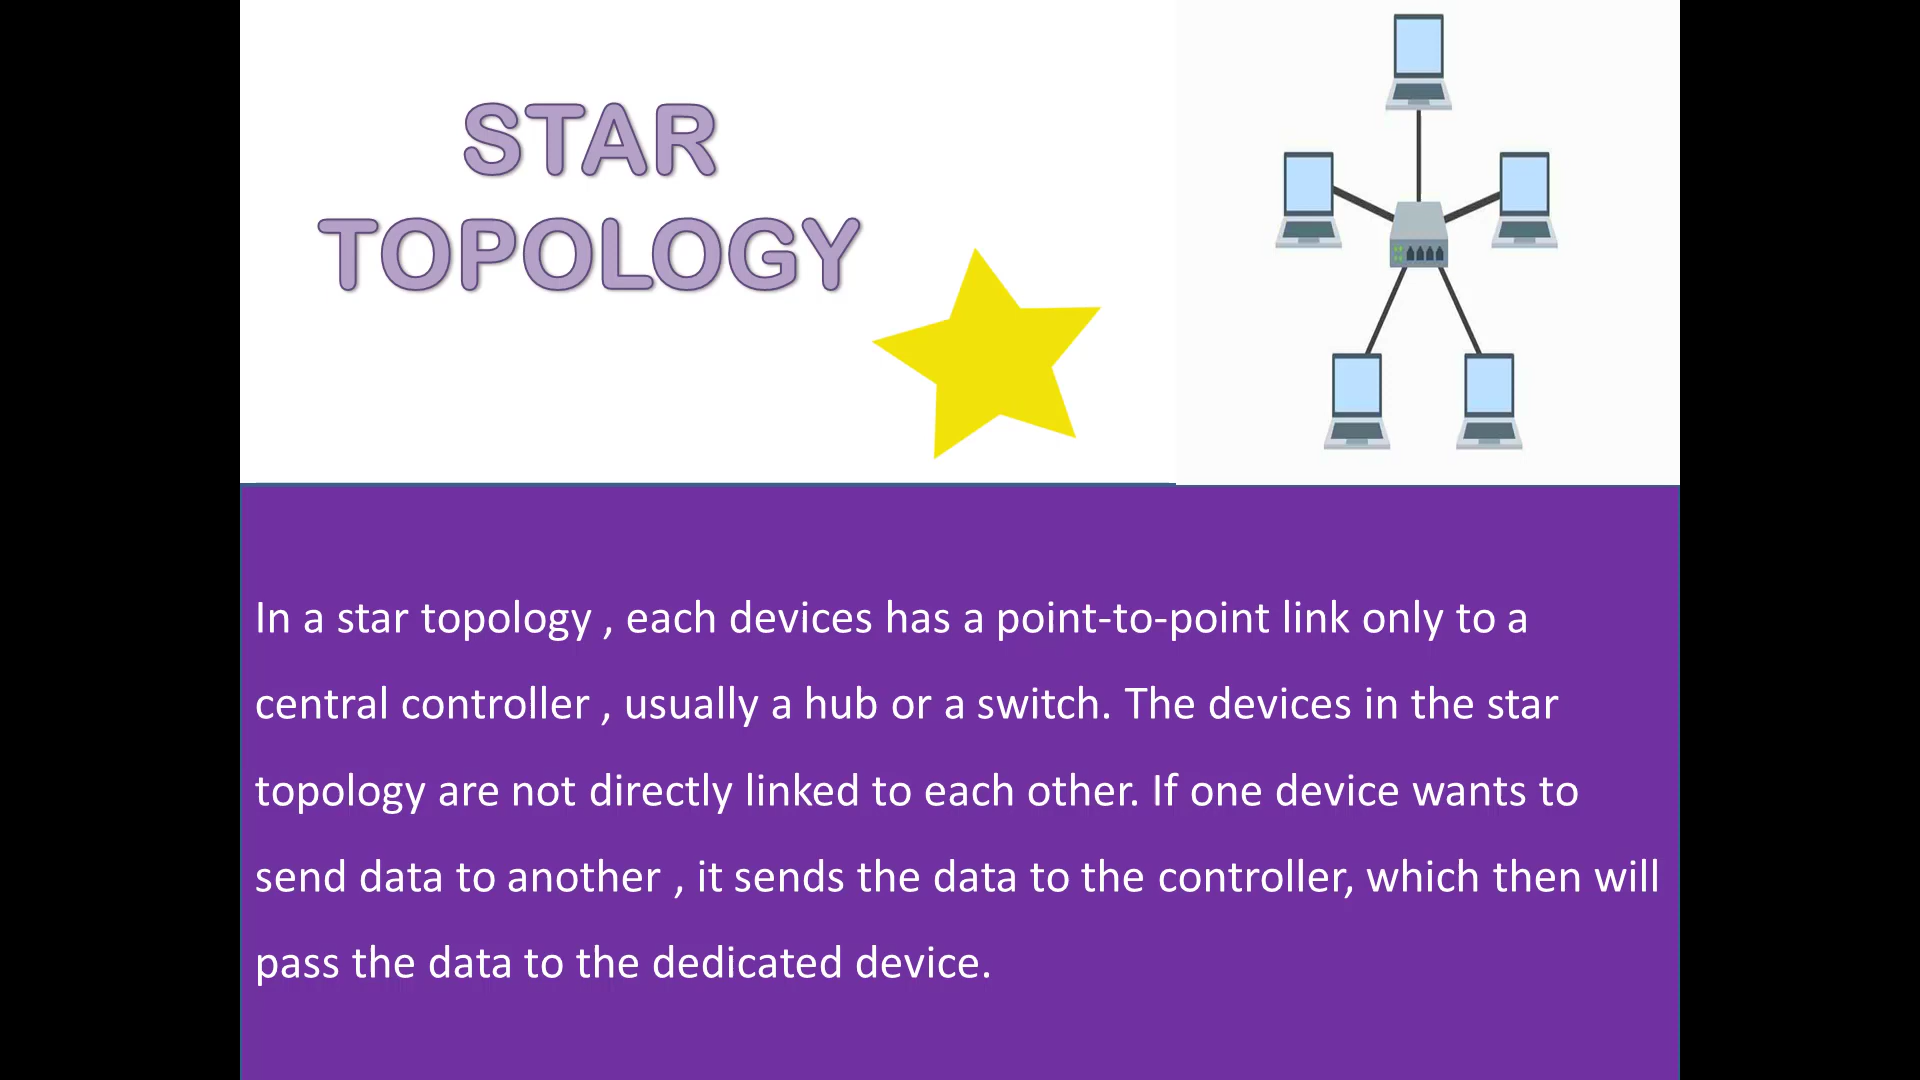 STAR
TOPOLOGY
In a star topology , each devices has a point-to-point link only to a
central controller , usually a hub or a switch. The devices in the star
topology are not directly linked to each other. If one device wants to
send data to another , it sends the data to the controller, which then will
pass the data to the dedicated device.